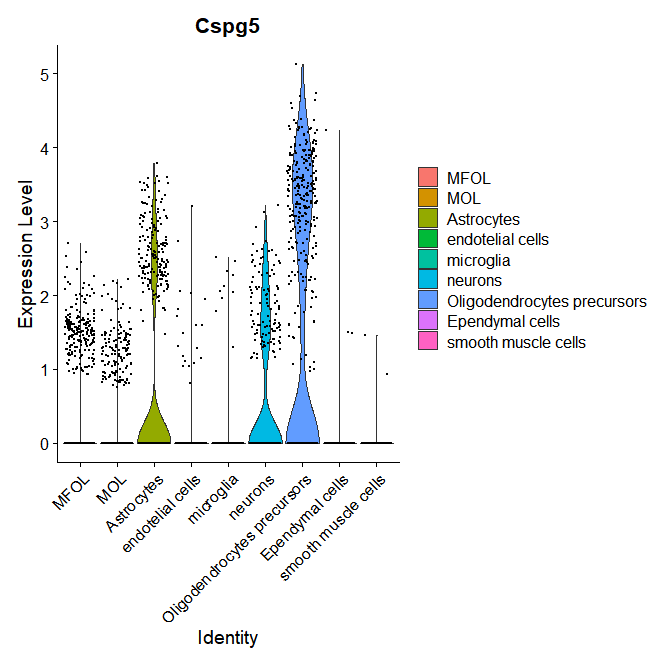 Cspg5
Expression Level
5
4
3
2
1
0
MFOL
MOL
Astrocytes
endotelial cells
microglia
neurons
Oligodendrocytes precursors
Ependymal cells
smooth muscle cells
Identity
MFOL
MOL
Astrocytes
endotelial cells
microglia
neurons
Oligodendrocytes precursors
Ependymal cells
smooth muscle cells